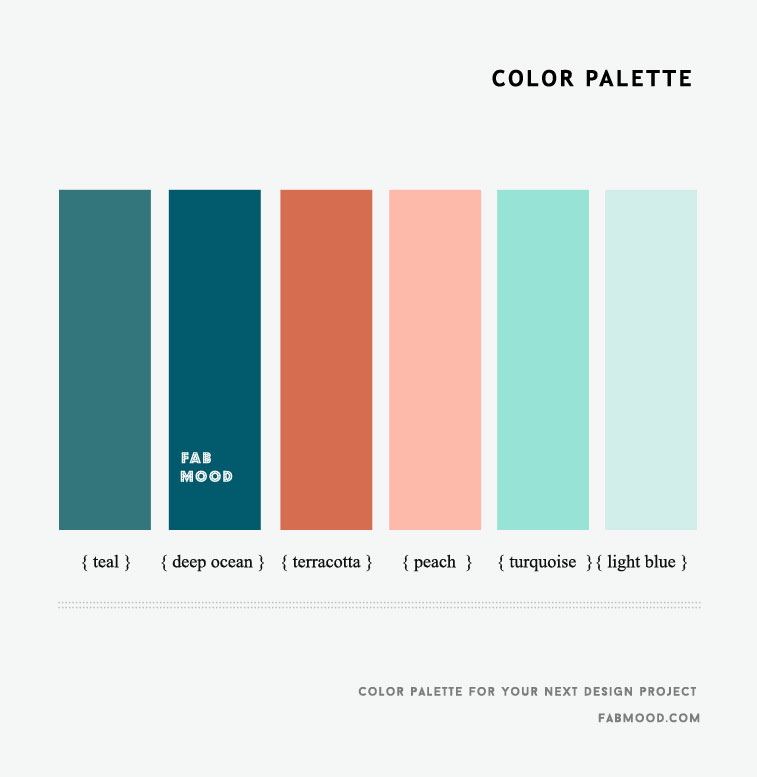 COLOR PALETTE
FAB
MOOD
{ teal } { deep ocean } { terracotta } { peach } { turquoise } { light blue }
COLOR PALETTE FOR YOUR NEXT DESIGN PROJECT
FABMOOD.COM